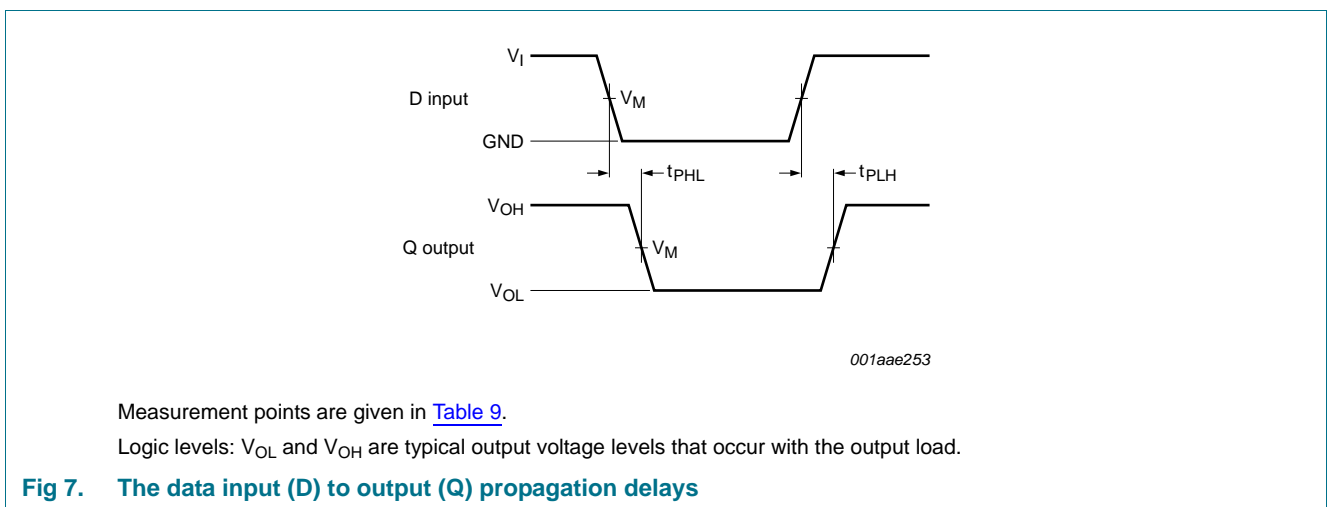 V_I
D input
V_M
GND
t_PHL
t_PLH
V_OH
Q output
V_M
V_OL
001aae253
Measurement points are given in Table 9.
Logic levels: V_OL and V_OH are typical output voltage levels that occur with the output load.
Fig 7. The data input (D) to output (Q) propagation delays